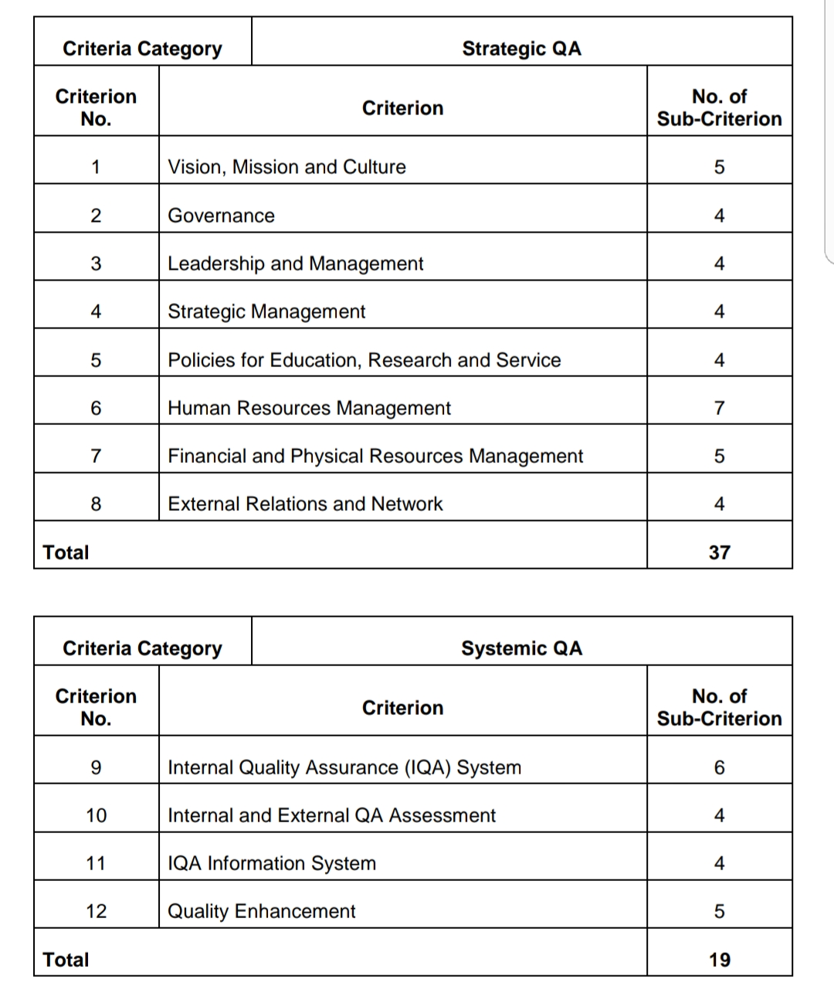 Criteria Category Strategic QA
Criterion No. Criterion No. of Sub-Criterion
1 Vision, Mission and Culture 5
2 Governance 4
3 Leadership and Management 4
4 Strategic Management 4
5 Policies for Education, Research and Service 4
6 Human Resources Management 7
7 Financial and Physical Resources Management 5
8 External Relations and Network 4
Total 37
Criteria Category Systemic QA
Criterion No. Criterion No. of Sub-Criterion
9 Internal Quality Assurance (IQA) System 6
10 Internal and External QA Assessment 4
11 IQA Information System 4
12 Quality Enhancement 5
Total 19